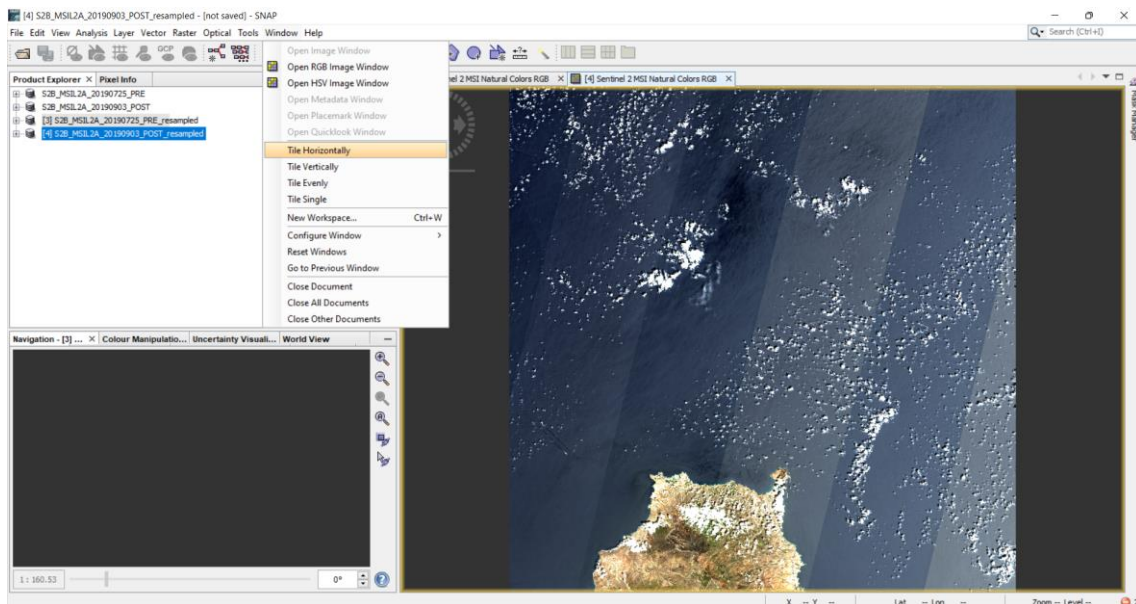 [4] S2B_MSIL2A_20190903_POST_resampled - [not saved] - SNAP
File Edit View Analysis Layer Vector Raster Optical Tools Window Help
Search (Ctrl+I)
GCP
Open Image Window
Open RGB Image Window
Open HSV Image Window
Open Metadata Window
Open Placemark Window
Open Quicklook Window
Tile Horizontally
Tile Vertically
Tile Evenly
Tile Single
New Workspace... Ctrl+W
Configure Window
Reset Windows
Go to Previous Window
Close Document
Close All Documents
Close Other Documents
Product Explorer Pixel Info
S2B_MSIL2A_20190725_PRE
S2B_MSIL2A_20190903_POST
[3] S2B_MSIL2A_20190725_PRE_resampled
[4] S2B_MSIL2A_20190903_POST_resampled
nel 2 MSI Natural Colors RGB [4] Sentinel 2 MSI Natural Colors RGB
Mask Manager
Navigation - [3] ... Colour Manipulatio... Uncertainty Visuali... World View
1 : 160.53 0°
X -- Y -- Lat -- Lon -- Zoom -- Level --